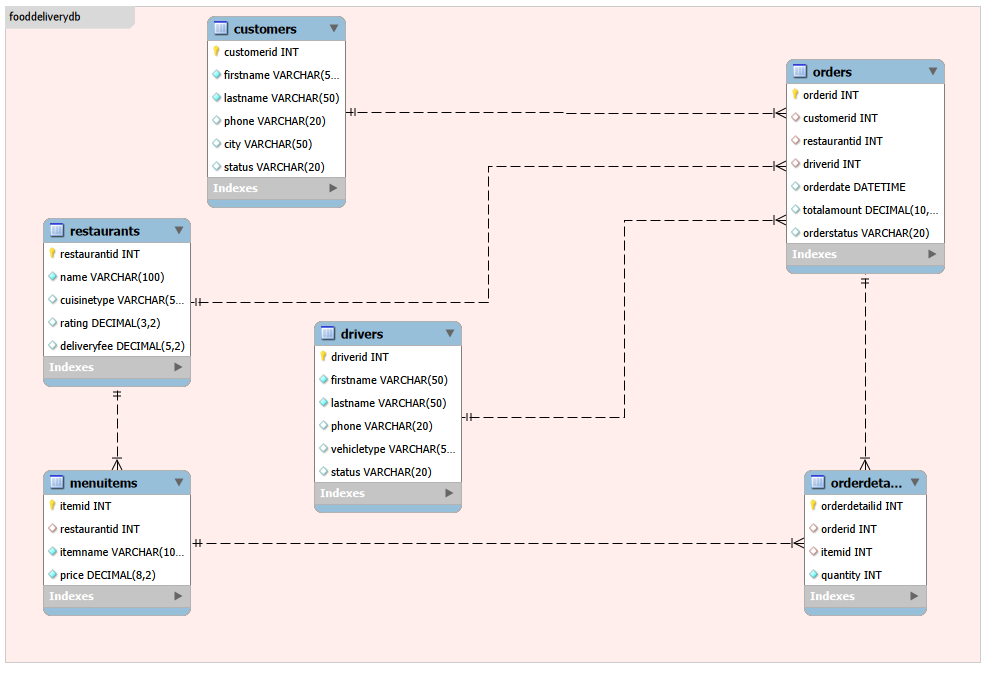 fooddeliverydb
customers
customerid INT
firstname VARCHAR(5...
lastname VARCHAR(50)
phone VARCHAR(20)
city VARCHAR(50)
status VARCHAR(20)
Indexes
orders
orderid INT
customerid INT
restaurantid INT
driverid INT
orderdate DATETIME
totalamount DECIMAL(10,...
orderstatus VARCHAR(20)
Indexes
restaurants
restaurantid INT
name VARCHAR(100)
cuisinetype VARCHAR(5...
rating DECIMAL(3,2)
deliveryfee DECIMAL(5,2)
Indexes
drivers
driverid INT
firstname VARCHAR(50)
lastname VARCHAR(50)
phone VARCHAR(20)
vehicletype VARCHAR(5...
status VARCHAR(20)
Indexes
menuitems
itemid INT
restaurantid INT
itemname VARCHAR(10...
price DECIMAL(8,2)
Indexes
orderdeta...
orderdetailid INT
orderid INT
itemid INT
quantity INT
Indexes